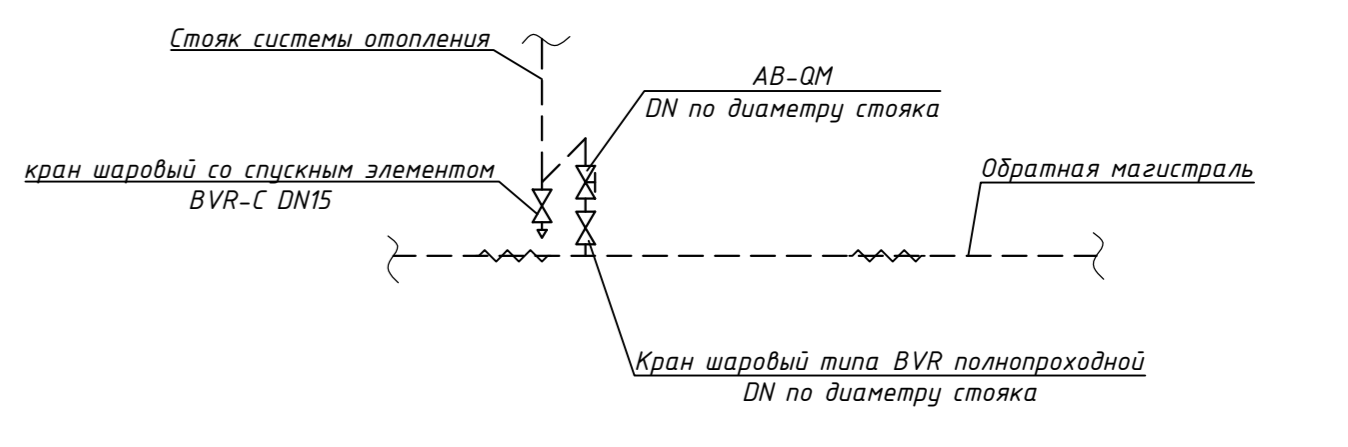 Стояк системы отопления
AB-QM
DN по диаметру стояка
кран шаровый со спускным элементом
BVR-C DN15
Обратная магистраль
Кран шаровый типа BVR полнопроходной
DN по диаметру стояка